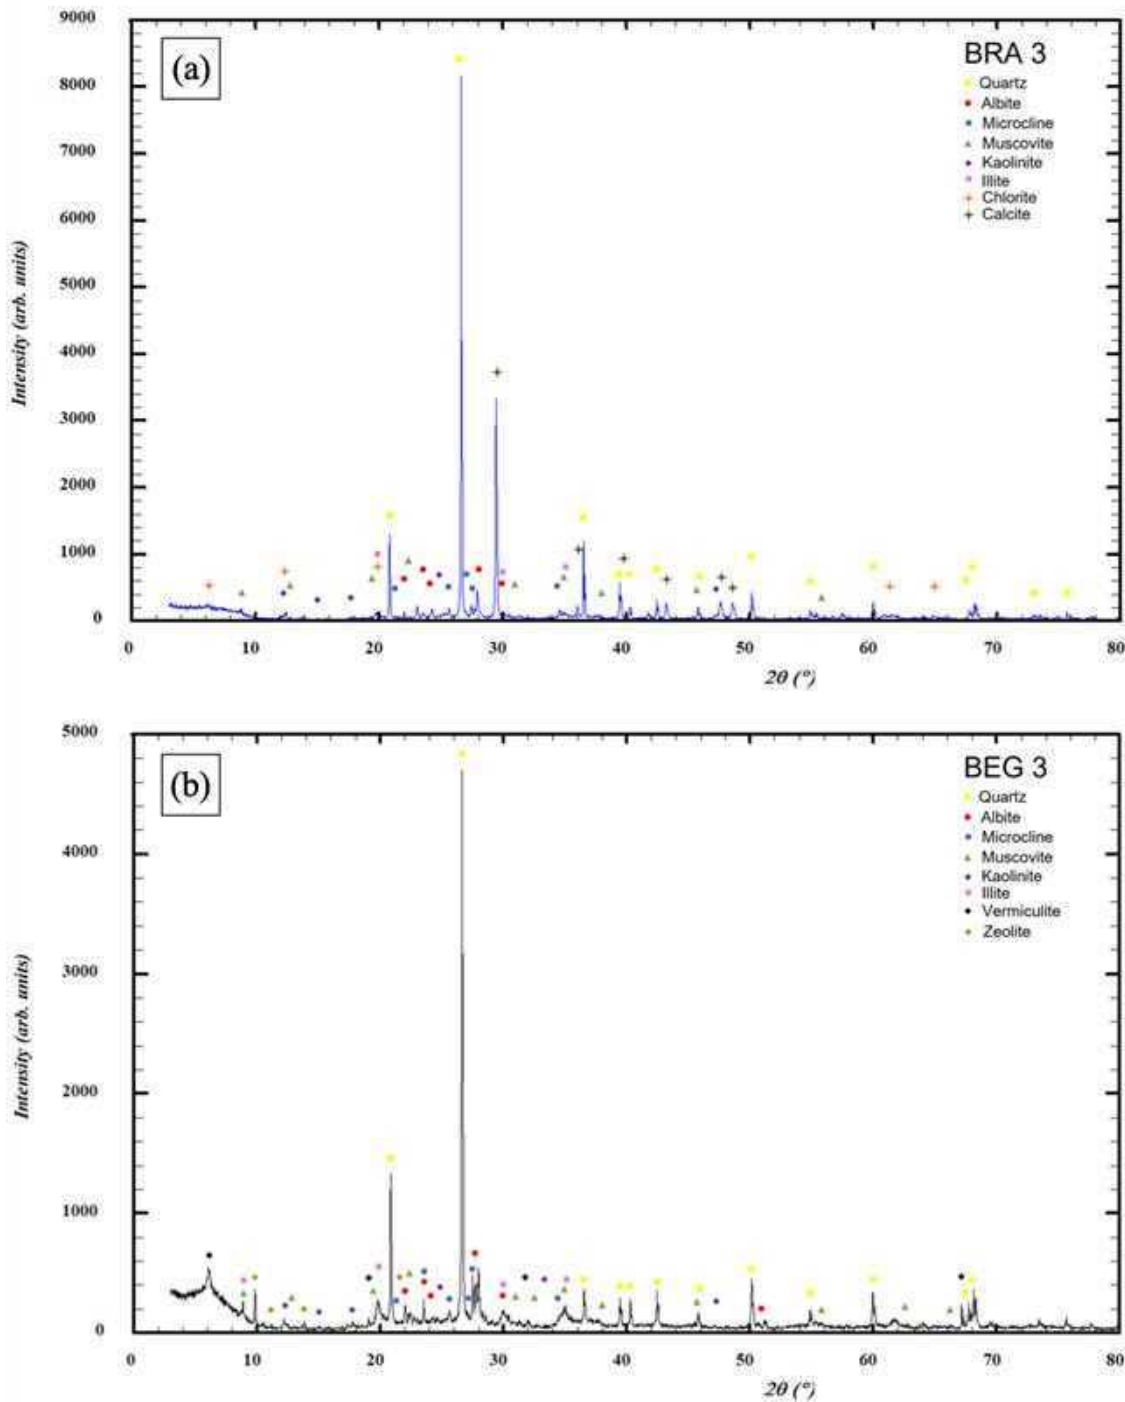 (a)
BRA 3
Quartz
Albite
Microcline
Muscovite
Kaolinite
Illite
Chlorite
Calcite
9000
8000
7000
6000
5000
4000
3000
2000
1000
0
Intensity (arb. units)
0 10 20 30 40 50 60 70 80
2θ (°)
(b)
BEG 3
Quartz
Albite
Microcline
Muscovite
Kaolinite
Illite
Vermiculite
Zeolite
5000
4000
3000
2000
1000
0
Intensity (arb. units)
0 10 20 30 40 50 60 70 80
2θ (°)